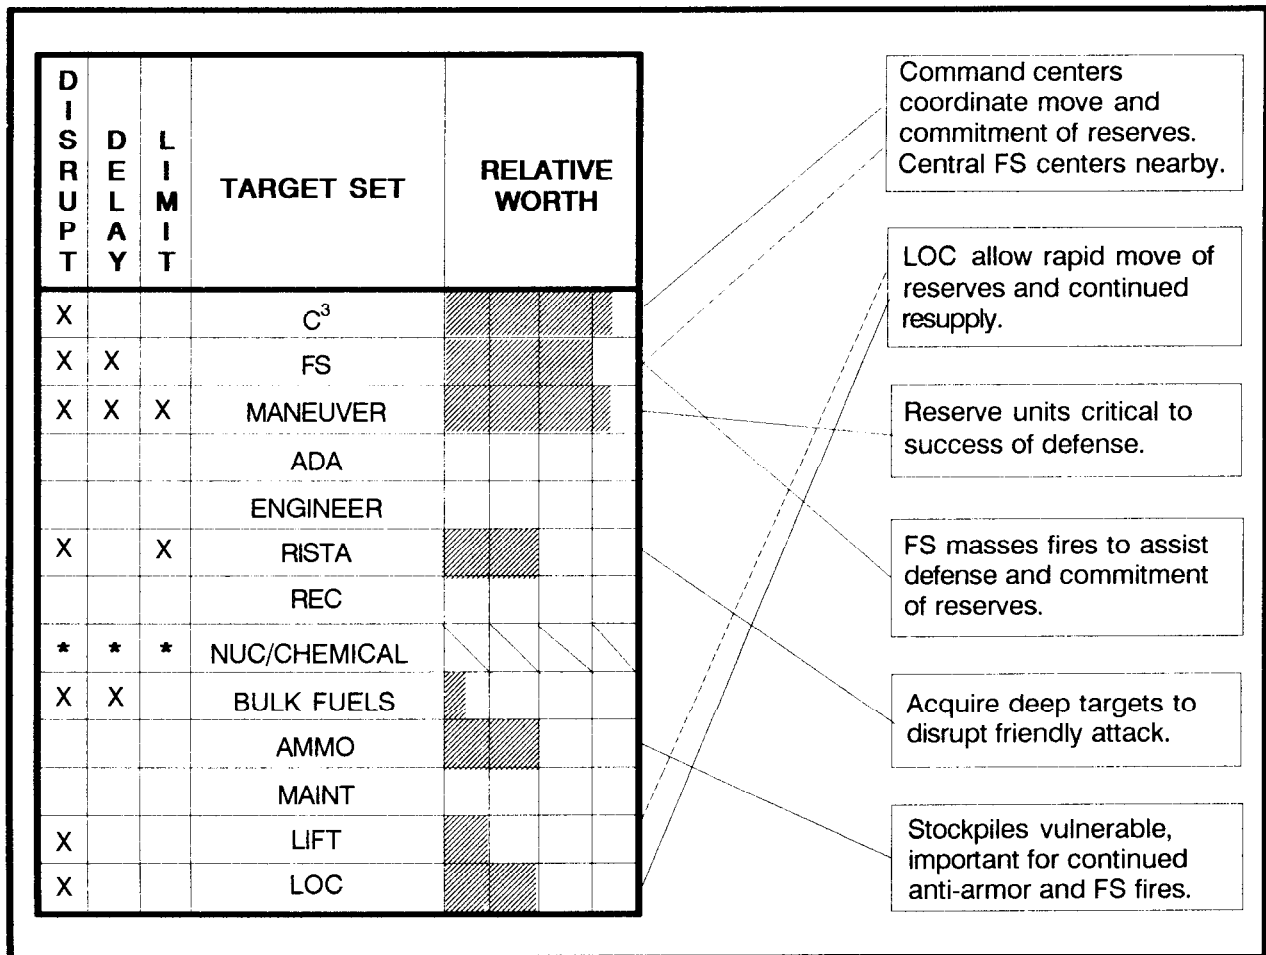 DISRUPT DELAY LIMIT TARGET SET RELATIVE WORTH
X C³
X X FS
X X X MANEUVER
ADA
ENGINEER
X X RISTA
REC
* * * NUC/CHEMICAL
X X BULK FUELS
AMMO
MAINT
X LIFT
X LOC
Command centers
coordinate move and
commitment of reserves.
Central FS centers nearby.
LOC allow rapid move of
reserves and continued
resupply.
Reserve units critical to
success of defense.
FS masses fires to assist
defense and commitment
of reserves.
Acquire deep targets to
disrupt friendly attack.
Stockpiles vulnerable,
important for continued
anti-armor and FS fires.